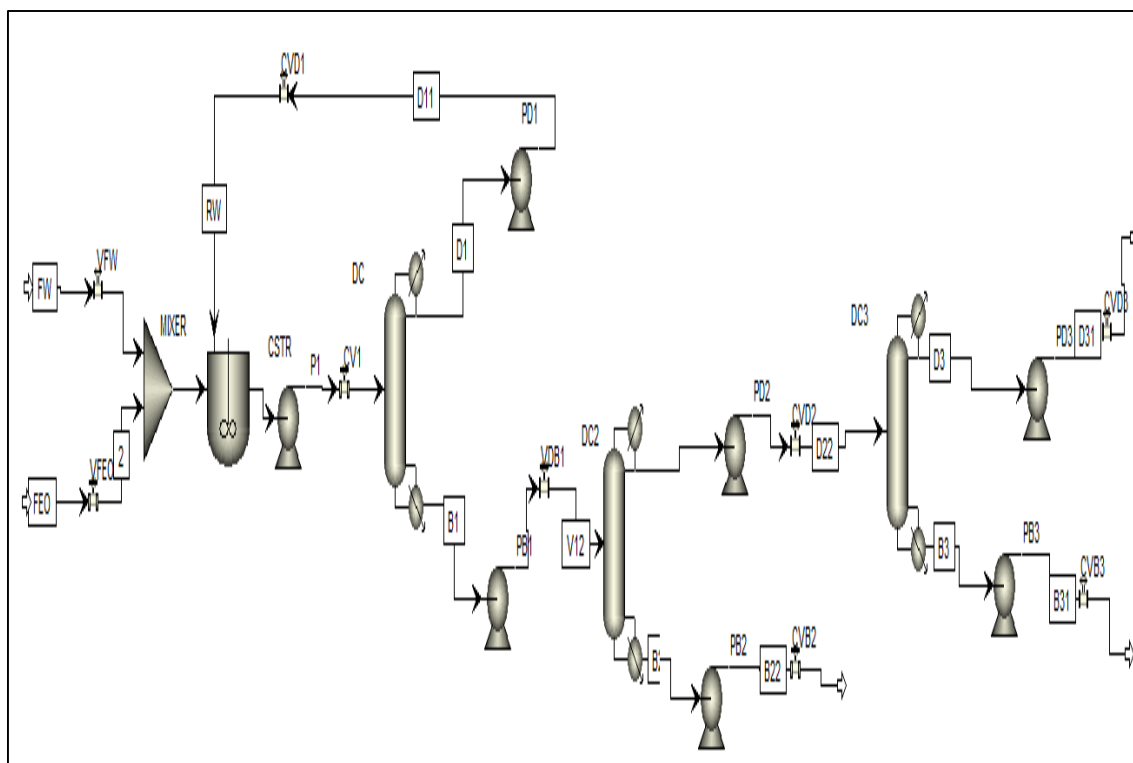 CVD1
D11
PD1
RW
D1
DC
VFW
FW
MIXER
CSTR
P1
CV1
2
VFEO
FEO
B1
PB1
VDB1
V12
DC2
PD2
CVD2
D22
PB2
B22
CVB2
DC3
D3
PD3
D31
CVD3
B3
PB3
B31
CVB3